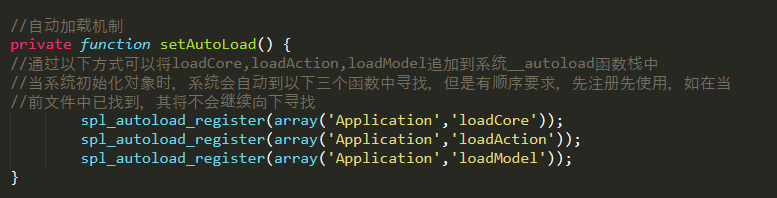 //自动加载机制
private function setAutoLoad() {
//通过以下方式可以将loadCore,loadAction,loadModel追加到系统__autoload函数栈中
//当系统初始化对象时，系统会自动到以下三个函数中寻找，但是有顺序要求，先注册先使用，如在当
//前文件中已找到，其将不会继续向下寻找
spl_autoload_register(array('Application','loadCore'));
spl_autoload_register(array('Application','loadAction'));
spl_autoload_register(array('Application','loadModel'));
}